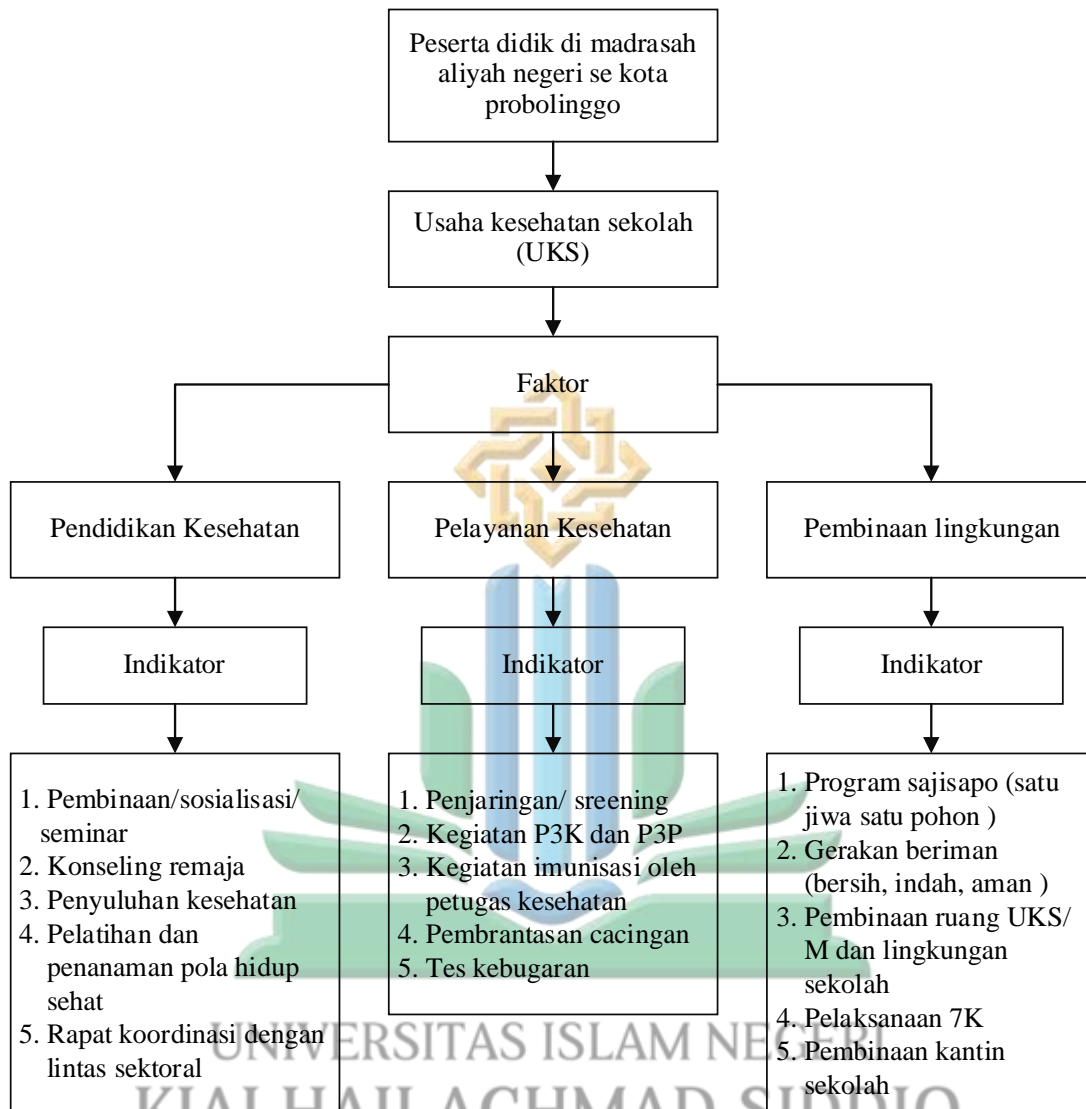 Peserta didik di madrasah
aliyah negeri se kota
probolinggo
Usaha kesehatan sekolah
(UKS)
Faktor
Pendidikan Kesehatan
Pelayanan Kesehatan
Pembinaan lingkungan
Indikator
Indikator
Indikator
1. Pembinaan/sosialisasi/
seminar
2. Konseling remaja
3. Penyuluhan kesehatan
4. Pelatihan dan
penanaman pola hidup
sehat
5. Rapat koordinasi dengan
lintas sektoral
1. Penjaringan/ sreening
2. Kegiatan P3K dan P3P
3. Kegiatan imunisasi oleh
petugas kesehatan
4. Pembrantasan cacingan
5. Tes kebugaran
1. Program sajisapo (satu
jiwa satu pohon )
2. Gerakan beriman
(bersih, indah, aman )
3. Pembinaan ruang UKS/
M dan lingkungan
sekolah
4. Pelaksanaan 7K
5. Pembinaan kantin
sekolah
UNIVERSITAS ISLAM NEGERI
KIAI HAJI ACHMAD SIDDIQ